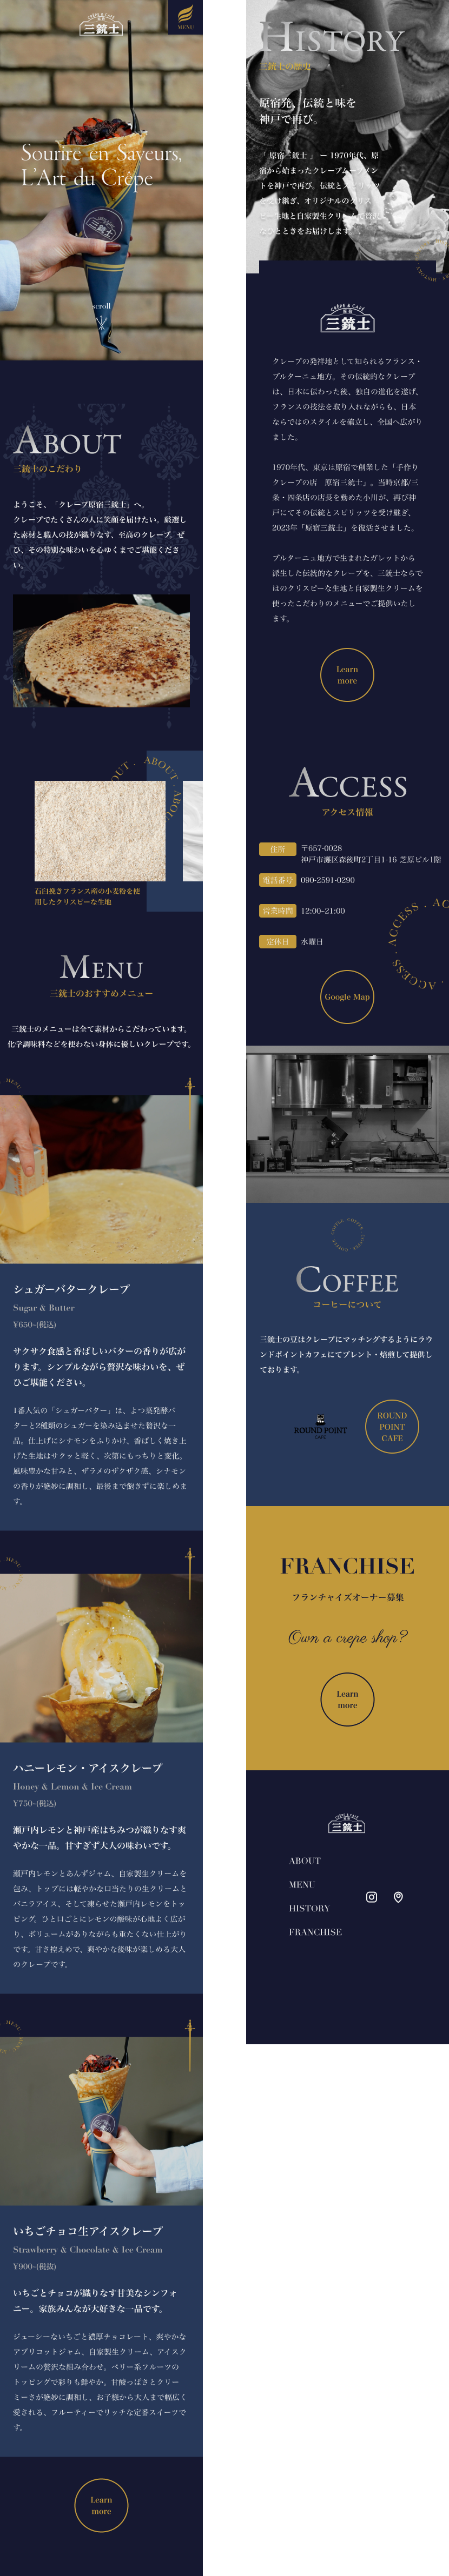 CRÊPE & CAFÉ
原宿
三銃士
MENU
Sourire en Saveurs,
L'Art du Crêpe
scroll
ABOUT
三銃士のこだわり
ようこそ、「クレープ原宿三銃士」へ。
クレープでたくさんの人に笑顔を届けたい。厳選し
た素材と職人の技が織りなす、至高のクレープ。ぜ
ひ、その特別な味わいを心ゆくまでご堪能くださ
い。
ABOUT · ABOUT · ABOUT
石臼挽きフランス産の小麦粉を使
用したクリスピーな生地
MENU
三銃士のおすすめメニュー
三銃士のメニューは全て素材からこだわっています。
化学調味料などを使わない身体に優しいクレープです。
MENU
シュガーバタークレープ
Sugar & Butter
¥650~(税込)
サクサク食感と香ばしいバターの香りが広が
ります。シンプルながら贅沢な味わいを、ぜ
ひご堪能ください。
1番人気の「シュガーバター」は、よつ葉発酵バ
ターと2種類のシュガーを染み込ませた贅沢な一
品。仕上げにシナモンをふりかけ、香ばしく焼き上
げた生地はサクッと軽く、次第にもっちりと変化。
風味豊かな甘みと、ザラメのザクザク感、シナモン
の香りが絶妙に調和し、最後まで飽きずに楽しめま
す。
MENU
ハニーレモン・アイスクレープ
Honey & Lemon & Ice Cream
¥750~(税込)
瀬戸内レモンと神戸産はちみつが織りなす爽
やかな一品。甘すぎず大人の味わいです。
瀬戸内レモンとあんずジャム、自家製生クリームを
包み、トップには軽やかな口当たりの生クリームと
バニラアイス、そして凍らせた瀬戸内レモンをトッ
ピング。ひと口ごとにレモンの酸味が心地よく広が
り、ボリュームがありながらも重たくない仕上がり
です。甘さ控えめで、爽やかな後味が楽しめる大人
のクレープです。
MENU
いちごチョコ生アイスクレープ
Strawberry & Chocolate & Ice Cream
¥900~(税抜)
いちごとチョコが織りなす甘美なシンフォ
ニー。家族みんなが大好きな一品です。
ジューシーないちごと濃厚チョコレート、爽やかな
アプリコットジャム、自家製生クリーム、アイスク
リームの贅沢な組み合わせ。ベリー系フルーツの
トッピングで彩りも鮮やか。甘酸っぱさとクリー
ミーさが絶妙に調和し、お子様から大人まで幅広く
愛される、フルーティーでリッチな定番スイーツで
す。
Learn
more
HISTORY
三銃士の歴史
原宿発、伝統と味を
神戸で再び。
「 原宿三銃士 」 ー 1970年代、原
宿から始まったクレープムーブメン
トを神戸で再び。伝統と
け継ぎ、オリジナルの
生地と自家製生クリームで
ひとときをお届けします。
CRÊPE & CAFÉ
原宿
三銃士
クレープの発祥地として知られるフランス・
ブルターニュ地方。その伝統的なクレープ
は、日本に伝わった後、独自の進化を遂げ、
フランスの技法を取り入れながらも、日本
ならではのスタイルを確立し、全国へ広がり
ました。
1970年代、東京は原宿で創業した「手作り
クレープの店 原宿三銃士」。当時京都/三
条・四条店の店長を勤めた小川が、再び神
戸にてその伝統とスピリッツを受け継ぎ、
2023年「原宿三銃士」を復活させました。
ブルターニュ地方で生まれたガレットから
派生した伝統的なクレープを、三銃士ならで
はのクリスピーな生地と自家製生クリームを
使ったこだわりのメニューでご提供いたし
ます。
Learn
more
ACCESS
アクセス情報
住所 〒657-0028
神戸市灘区森後町2丁目1-16 芝原ビル1階
電話番号 090-2591-0290
営業時間 12:00~21:00
定休日 水曜日
ACCESS · ACCESS · AC
Google Map
COFFEE COFFEE COFFEE COFFEE
COFFEE
コーヒーについて
三銃士の豆はクレープにマッチングするようにラウ
ンドポイントカフェにてブレント・焙煎して提供し
ております。
ROUND POINT
CAFE
ROUND
POINT
CAFE
FRANCHISE
フランチャイズオーナー募集
Own a crepe shop?
Learn
more
CRÊPE & CAFÉ
原宿
三銃士
ABOUT
MENU
HISTORY
FRANCHISE